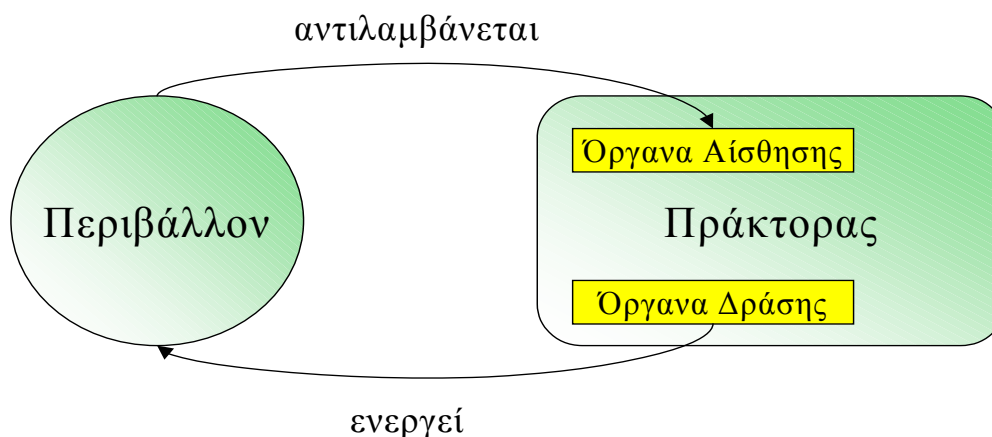 αντιλαμβάνεται
Όργανα Αίσθησης
Περιβάλλον
Πράκτορας
Όργανα Δράσης
ενεργεί